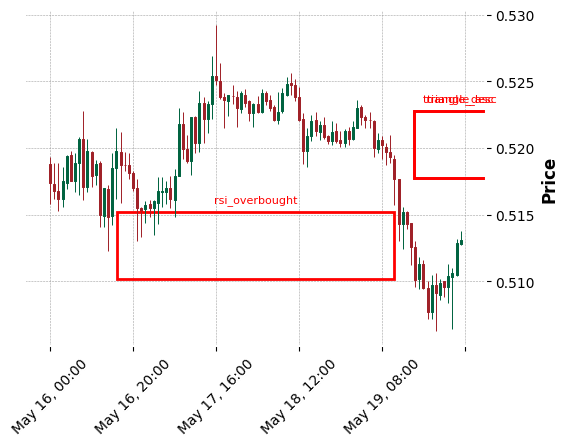 0.530
0.525
triangle_asc
triangle_desc
0.520
Price
rsi_overbought
0.515
0.510
May 16, 00:00
May 16, 20:00
May 17, 16:00
May 18, 12:00
May 19, 08:00